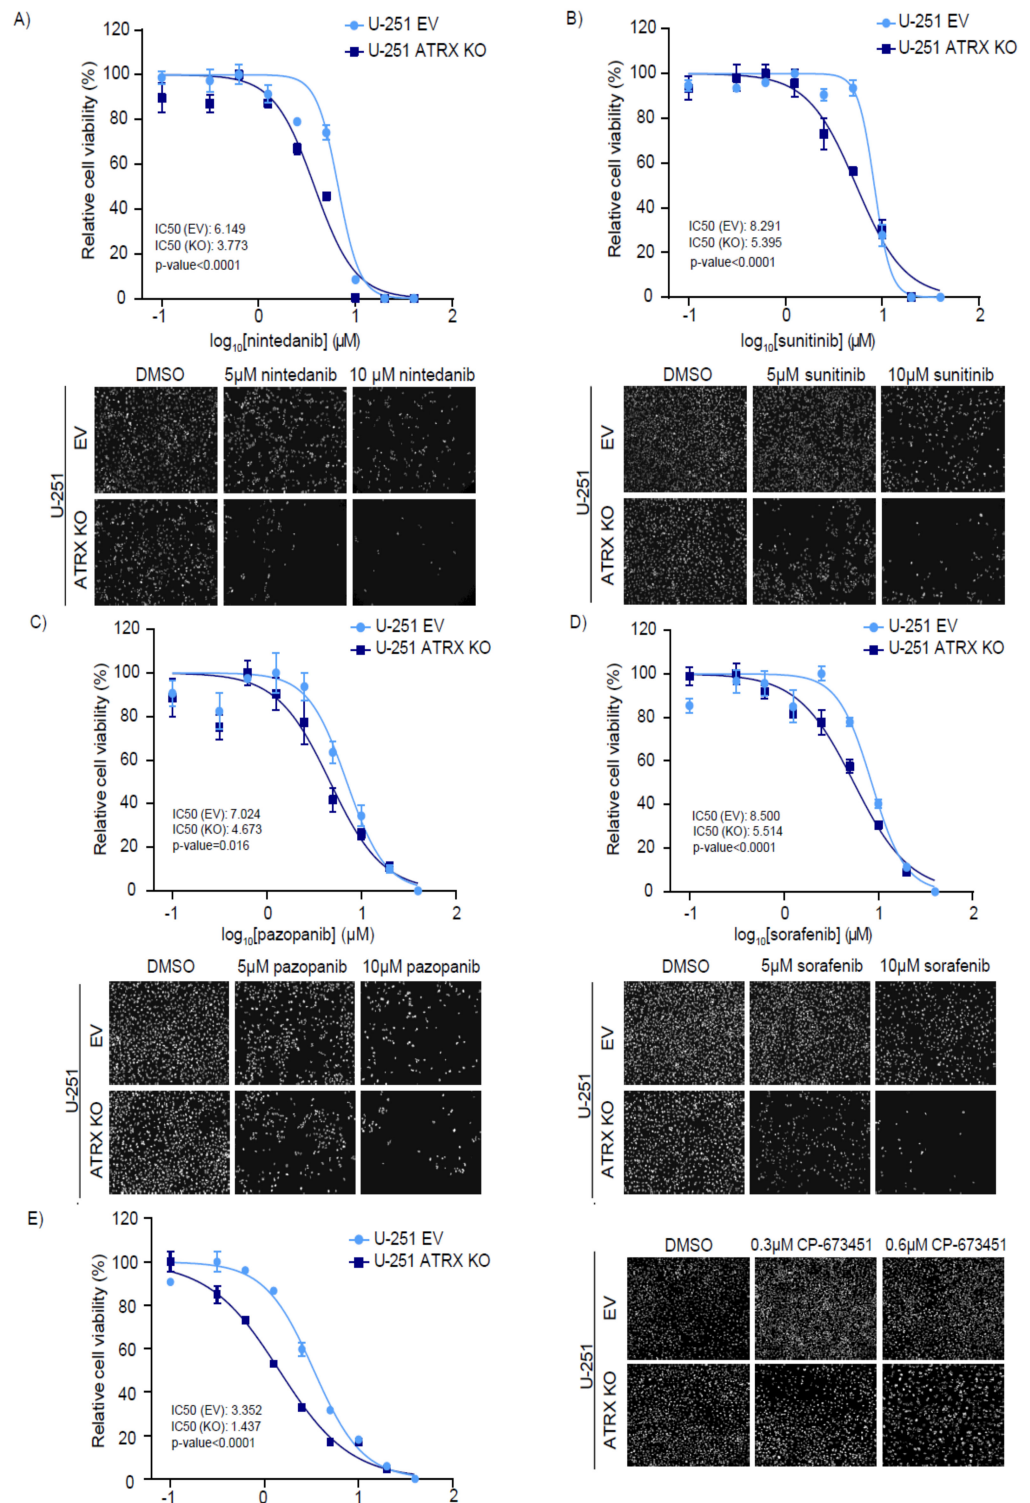 A)
U-251 EV
U-251 ATRX KO
Relative cell viability (%)
120
100
80
60
40
20
0
IC50 (EV): 6.149
IC50 (KO): 3.773
p-value<0.0001
-1 0 1 2
log10[nintedanib] (µM)
DMSO 5µM nintedanib 10 µM nintedanib
U-251
EV
ATRX KO
B)
U-251 EV
U-251 ATRX KO
Relative cell viability (%)
120
100
80
60
40
20
0
IC50 (EV): 8.291
IC50 (KO): 5.395
p-value<0.0001
-1 0 1 2
log10[sunitinib] (µM)
DMSO 5µM sunitinib 10µM sunitinib
U-251
EV
ATRX KO
C)
U-251 EV
U-251 ATRX KO
Relative cell viability (%)
120
100
80
60
40
20
0
IC50 (EV): 7.024
IC50 (KO): 4.673
p-value=0.016
-1 0 1 2
log10[pazopanib] (µM)
DMSO 5µM pazopanib 10µM pazopanib
U-251
EV
ATRX KO
D)
U-251 EV
U-251 ATRX KO
Relative cell viability (%)
120
100
80
60
40
20
0
IC50 (EV): 8.500
IC50 (KO): 5.514
p-value<0.0001
-1 0 1 2
log10[sorafenib] (µM)
DMSO 5µM sorafenib 10µM sorafenib
U-251
EV
ATRX KO
E)
U-251 EV
U-251 ATRX KO
Relative cell viability (%)
120
100
80
60
40
20
0
IC50 (EV): 3.352
IC50 (KO): 1.437
p-value<0.0001
-1 0 1 2
DMSO 0.3µM CP-673451 0.6µM CP-673451
U-251
EV
ATRX KO